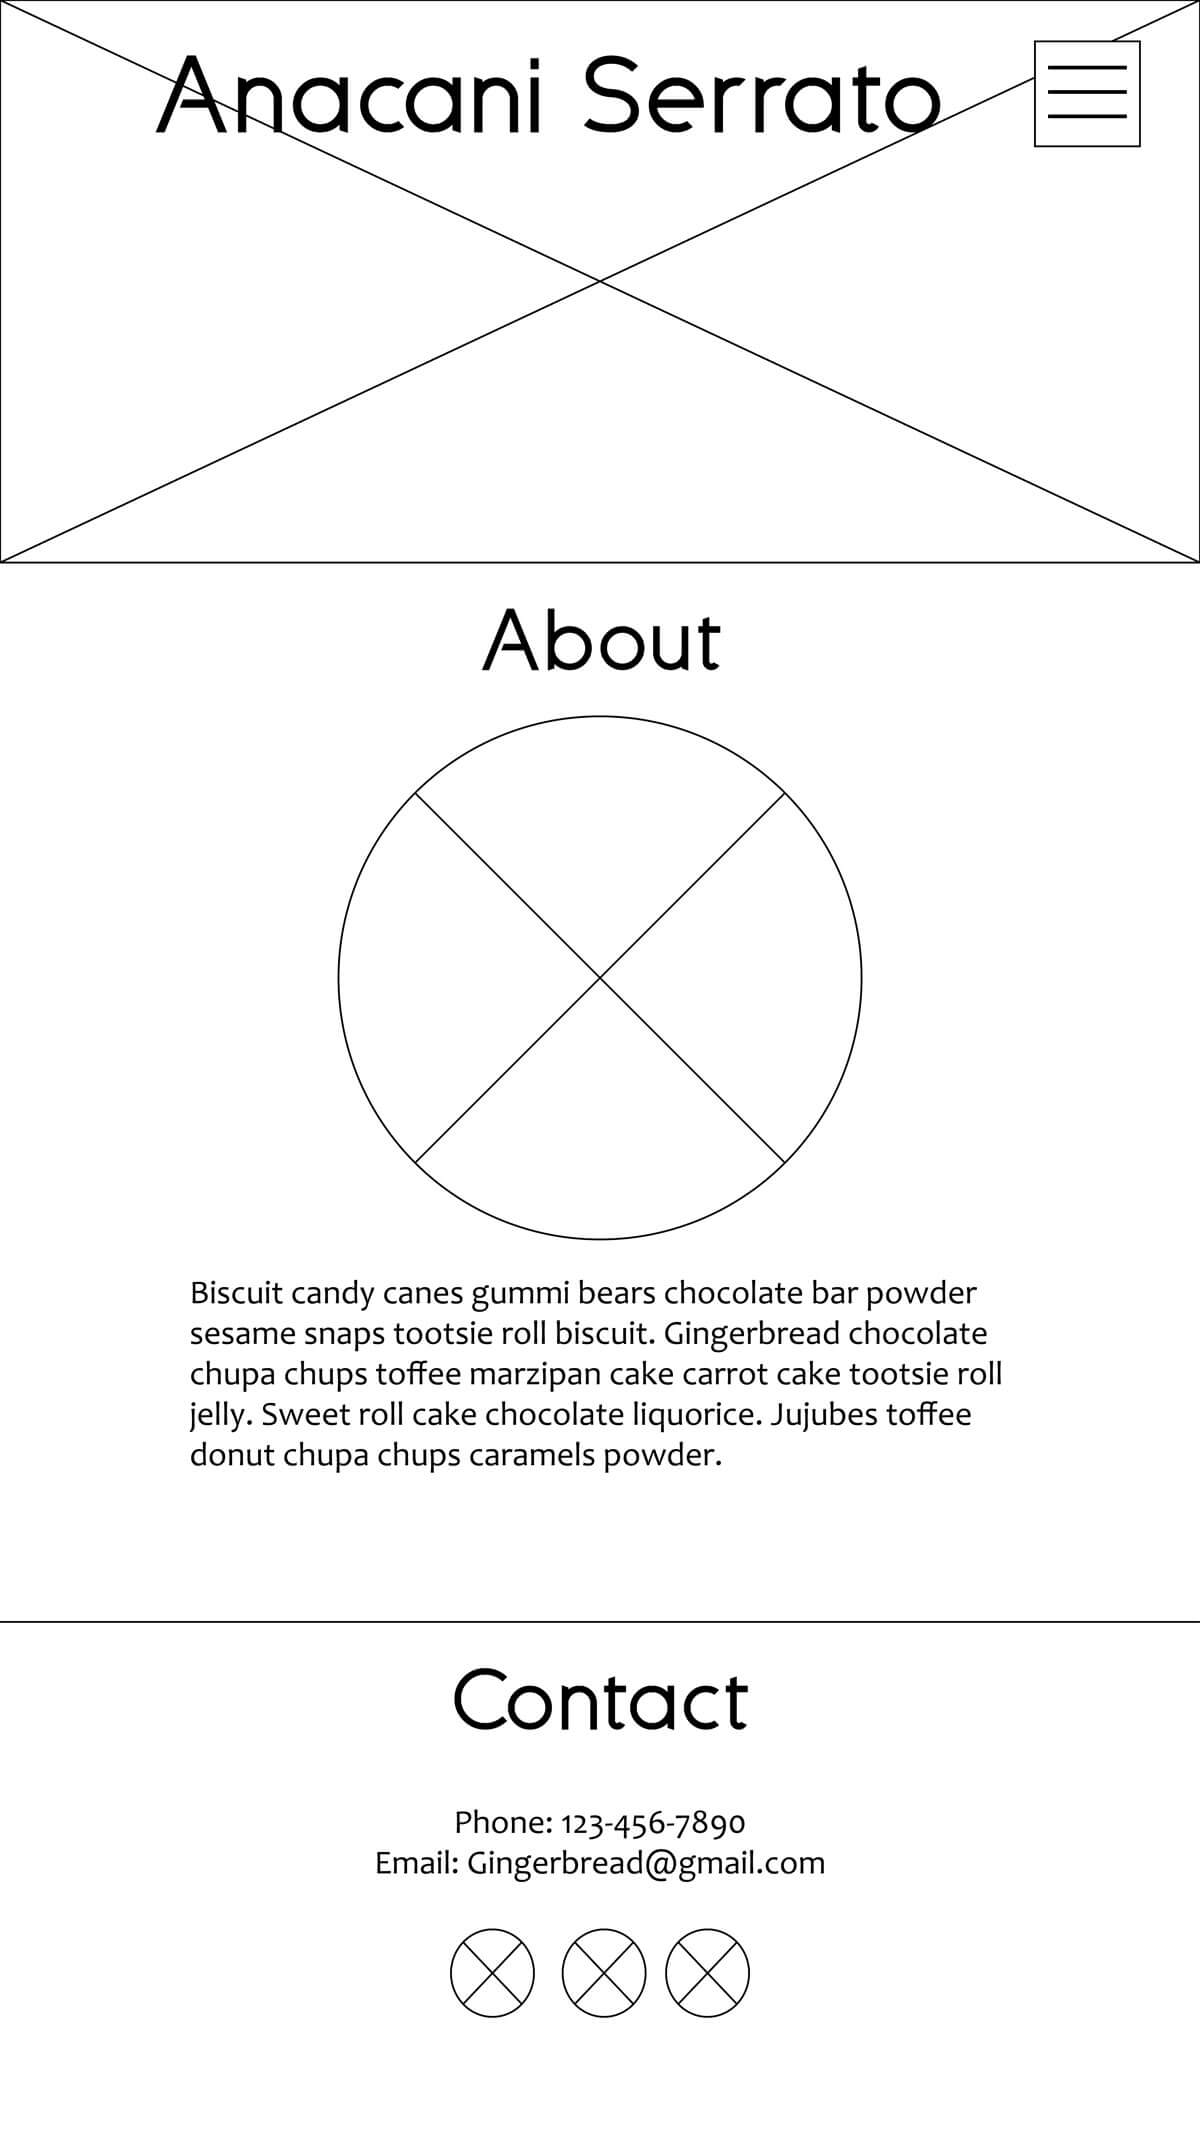 Anacani Serrato
About
Biscuit candy canes gummi bears chocolate bar powder
sesame snaps tootsie roll biscuit. Gingerbread chocolate
chupa chups toffee marzipan cake carrot cake tootsie roll
jelly. Sweet roll cake chocolate liquorice. Jujubes toffee
donut chupa chups caramels powder.
Contact
Phone: 123-456-7890
Email: Gingerbread@gmail.com